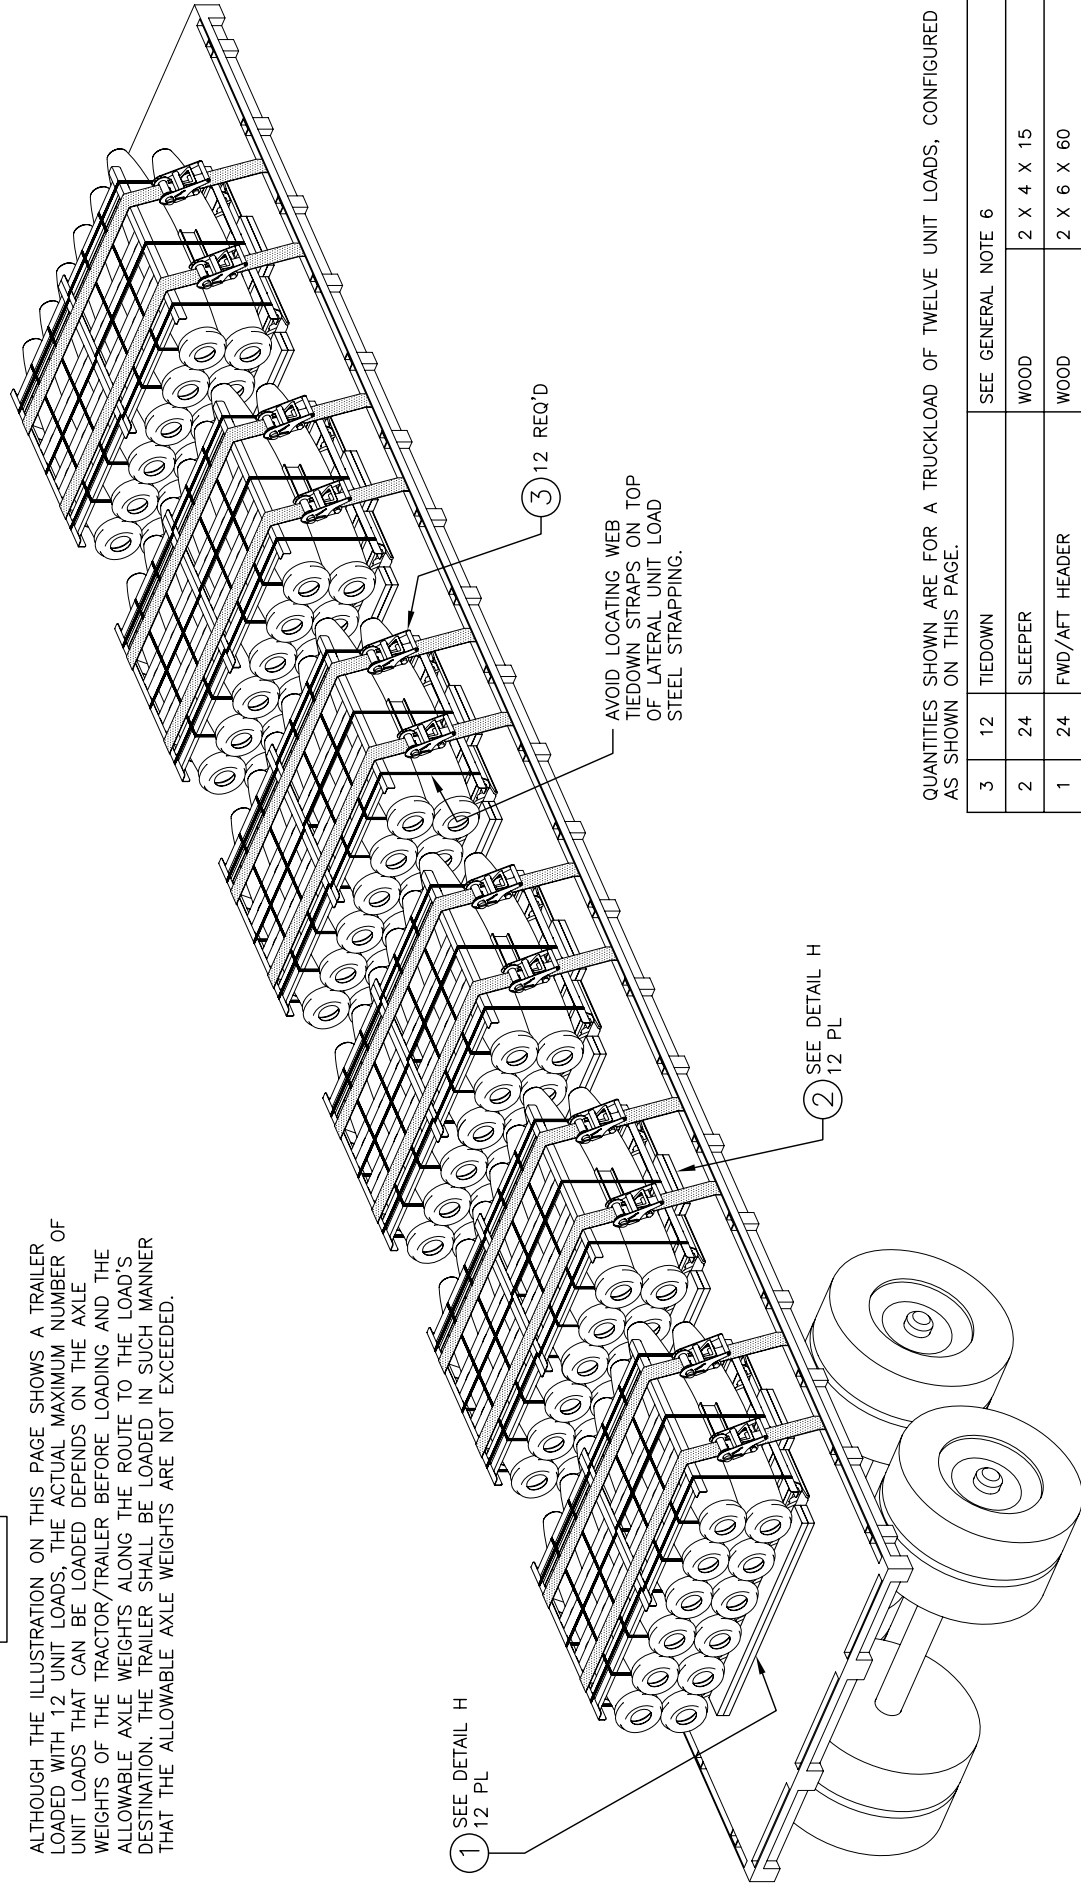 ALTHOUGH THE ILLUSTRATION ON THIS PAGE SHOWS A TRAILER
LOADED WITH 12 UNIT LOADS, THE ACTUAL MAXIMUM NUMBER OF
UNIT LOADS THAT CAN BE LOADED DEPENDS ON THE AXLE
WEIGHTS OF THE TRACTOR/TRAILER BEFORE LOADING AND THE
ALLOWABLE AXLE WEIGHTS ALONG THE ROUTE TO THE LOAD'S
DESTINATION. THE TRAILER SHALL BE LOADED IN SUCH MANNER
THAT THE ALLOWABLE AXLE WEIGHTS ARE NOT EXCEEDED.
1 SEE DETAIL H
12 PL
2 SEE DETAIL H
12 PL
3 12 REQ'D
AVOID LOCATING WEB
TIEDOWN STRAPS ON TOP
OF LATERAL UNIT LOAD
STEEL STRAPPING.
QUANTITIES SHOWN ARE FOR A TRUCKLOAD OF TWELVE UNIT LOADS, CONFIGURED
AS SHOWN ON THIS PAGE.
3 12 TIEDOWN SEE GENERAL NOTE 6
2 24 SLEEPER WOOD 2 X 4 X 15
1 24 FWD/AFT HEADER WOOD 2 X 6 X 60